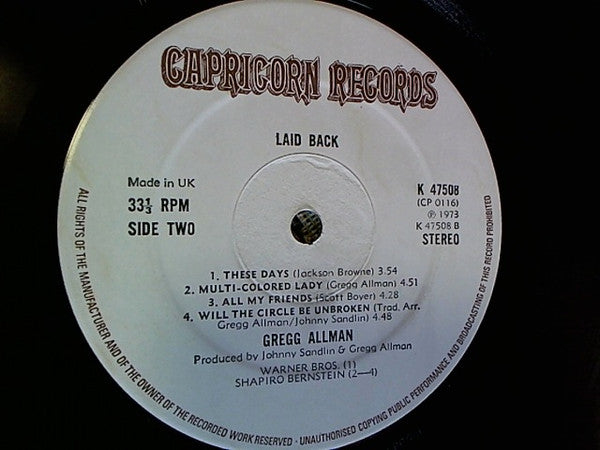 CAPRICORN RECORDS
LAID BACK
Made in UK
33⅓ RPM
SIDE TWO
K 47508
(CP 0116)
℗ 1973
K 47508 B
STEREO
1. THESE DAYS (Jackson Browne) 3.54
2. MULTI-COLORED LADY (Gregg Allman) 4.51
3. ALL MY FRIENDS (Scott Boyer) 4.28
4. WILL THE CIRCLE BE UNBROKEN (Trad. Arr.
Gregg Allman/Johnny Sandlin) 4.48
GREGG ALLMAN
Produced by Johnny Sandlin & Gregg Allman
WARNER BROS. (1)
SHAPIRO BERNSTEIN (2—4)
ALL RIGHTS OF THE MANUFACTURER AND OF THE OWNER OF THE RECORDED WORK RESERVED · UNAUTHORISED COPYING PUBLIC PERFORMANCE AND BROADCASTING OF THIS RECORD PROHIBITED